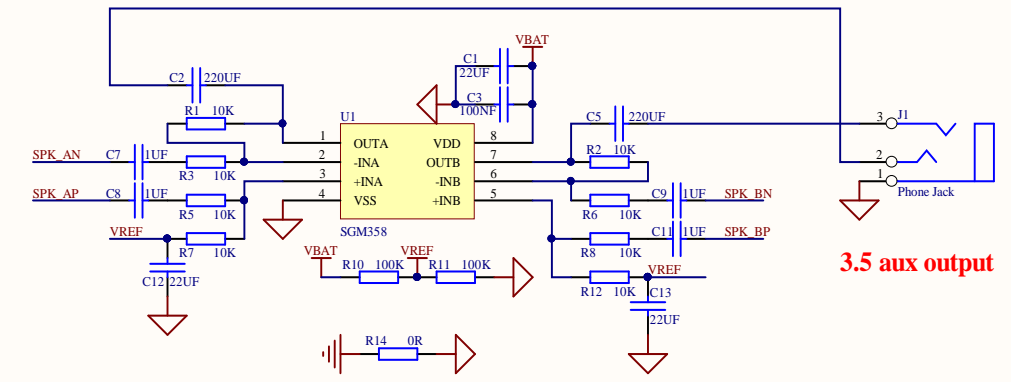 VBAT
C1
22UF
C2 220UF
C3
100NF
R1 10K
U1
C5 220UF
3 J1
1 OUTA VDD 8
R2 10K
SPK_AN C7 1UF 2 -INA OUTB 7
2
R3 10K
3 +INA -INB 6
1
SPK_AP C8 1UF 4 VSS +INB 5
C9 1UF SPK_BN
Phone Jack
R5 10K
R6 10K
VREF
SGM358
C11 1UF SPK_BP
R7 10K
VBAT VREF
R8 10K
R10 100K R11 100K
VREF
3.5 aux output
C12 22UF
R12 10K C13
22UF
R14 0R